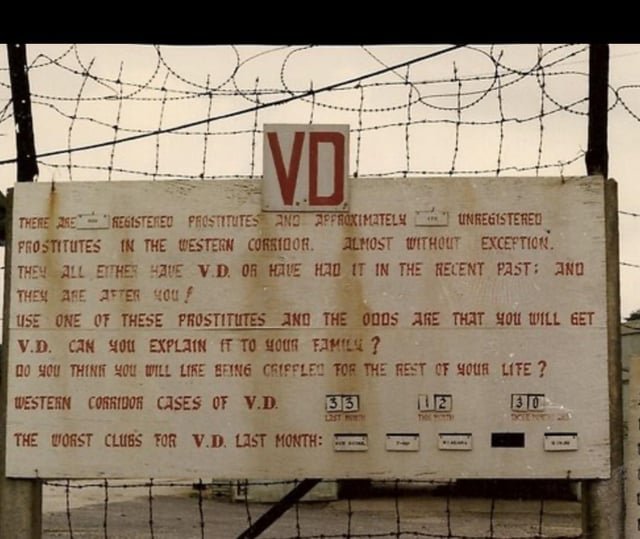 VD
THERE ARE REGISTERED PROSTITUTES AND APPROXIMATELY UNREGISTERED
PROSTITUTES IN THE WESTERN CORRIDOR. ALMOST WITHOUT EXCEPTION.
THEY ALL EITHER HAVE V.D. OR HAVE HAD IT IN THE RECENT PAST; AND
THEY ARE AFTER YOU!
USE ONE OF THESE PROSTITUTES AND THE ODDS ARE THAT YOU WILL GET
V.D. CAN YOU EXPLAIN IT TO YOUR FAMILY?
DO YOU THINK YOU WILL LIKE BEING CRIPPLED FOR THE REST OF YOUR LIFE?
WESTERN CORRIDOR CASES OF V.D. 33 12 30
LAST MONTH THIS MONTH
THE WORST CLUBS FOR V.D. LAST MONTH: